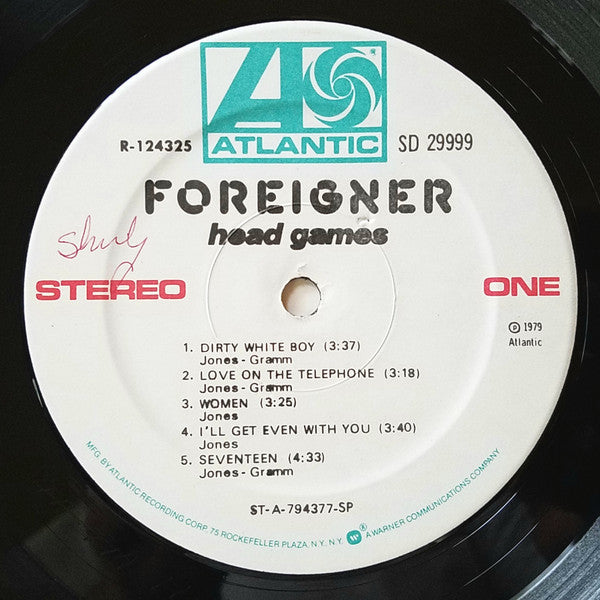 ATLANTIC
R-124325
SD 29999
FOREIGNER
head games
STEREO
ONE
℗ 1979
Atlantic
1. DIRTY WHITE BOY (3:37)
Jones - Gramm
2. LOVE ON THE TELEPHONE (3:18)
Jones - Gramm
3. WOMEN (3:25)
Jones
4. I'LL GET EVEN WITH YOU (3:40)
Jones
5. SEVENTEEN (4:33)
Jones - Gramm
ST-A-794377-SP
MFG. BY ATLANTIC RECORDING CORP. 75 ROCKEFELLER PLAZA, N.Y., N.Y. ® A WARNER COMMUNICATIONS COMPANY